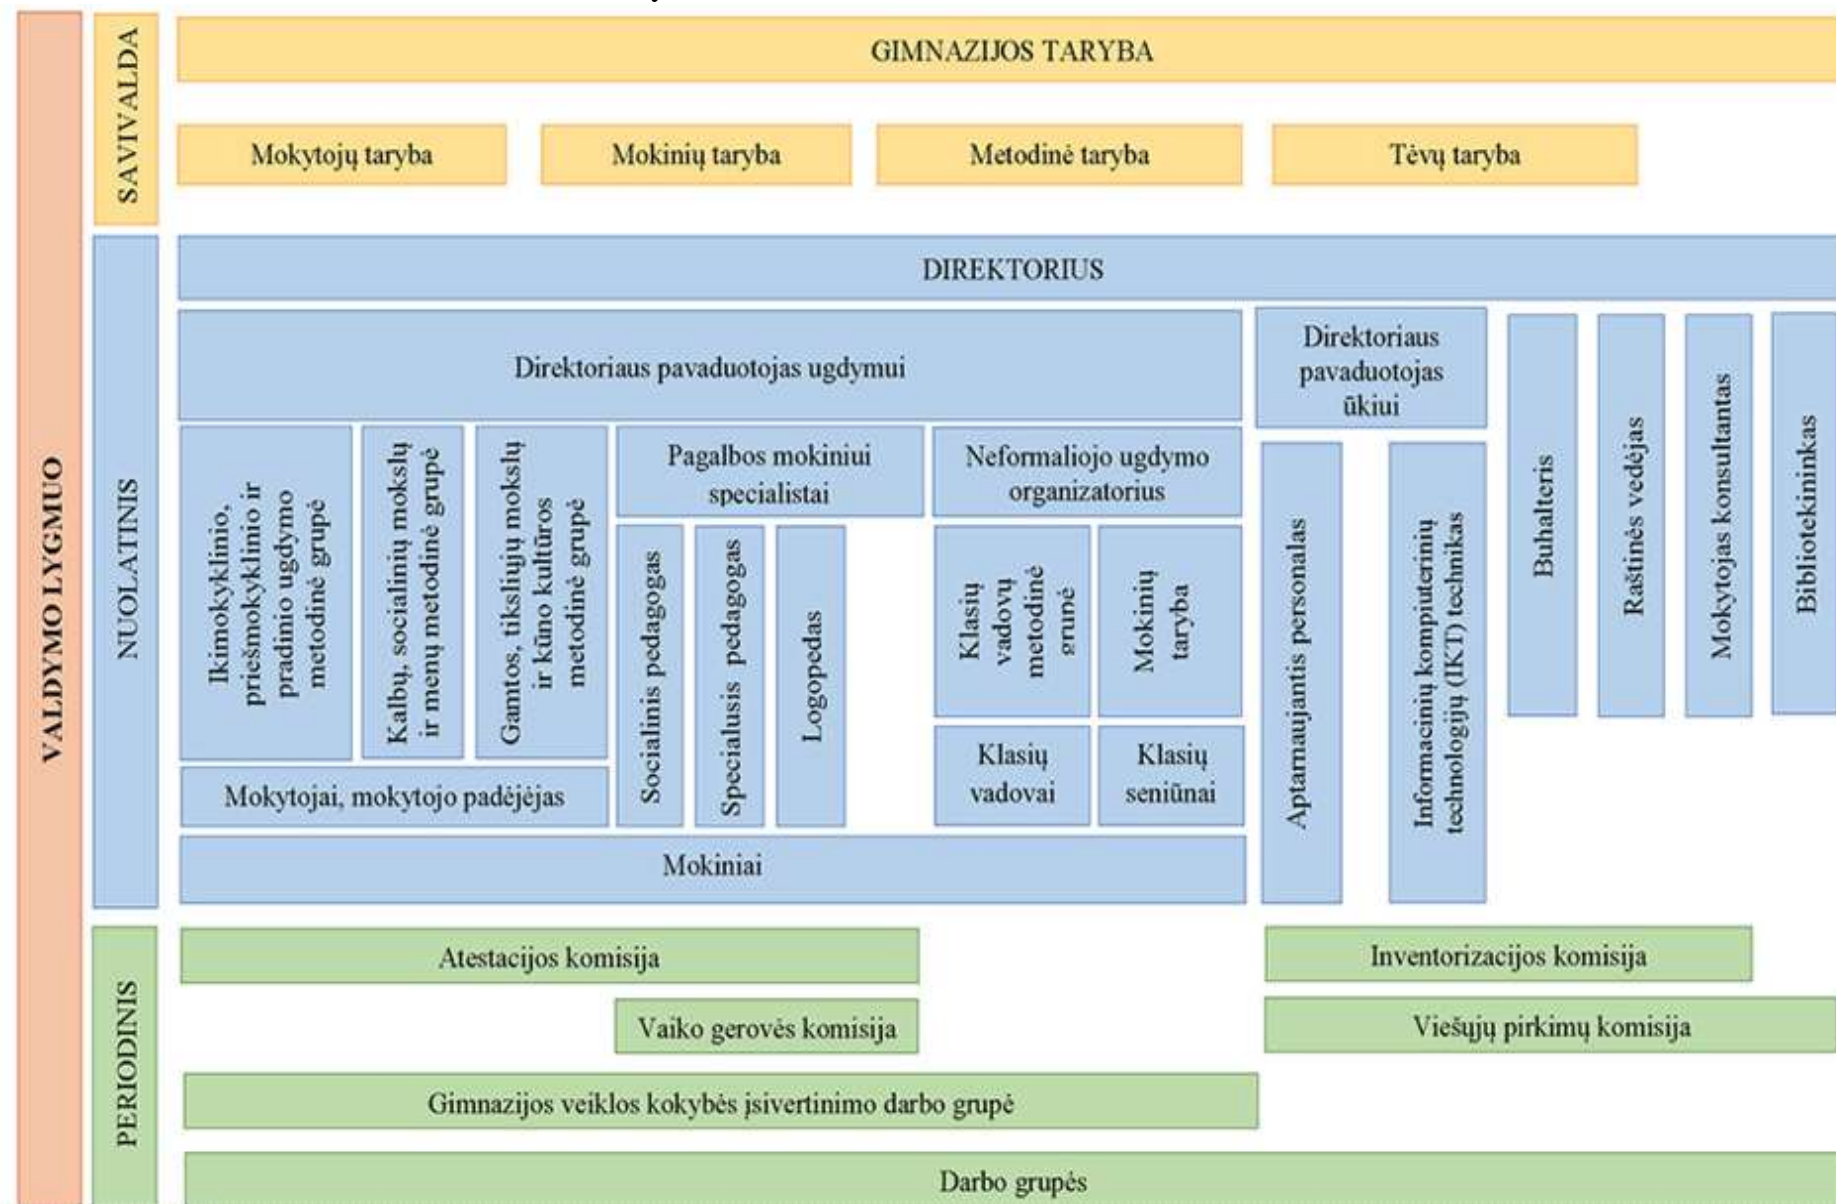 VALDYMO LYGMUO
SAVIVALDA
GIMNAZIJOS TARYBA
Mokytojų taryba
Mokinių taryba
Metodinė taryba
Tėvų taryba
NUOLATINIS
DIREKTORIUS
Direktoriaus pavaduotojas ugdymui
Direktoriaus
pavaduotojas
ūkiui
Buhalteris
Raštinės vedėjas
Mokytojas konsultantas
Bibliotekininkas
Ikimokyklinio,
priešmokyklinio ir
pradinio ugdymo
metodinė grupė
Kalbų, socialinių mokslų
ir menų metodinė grupė
Gamtos, tiksliųjų mokslų
ir kūno kultūros
metodinė grupė
Pagalbos mokiniui
specialistai
Neformaliojo ugdymo
organizatorius
Socialinis pedagogas
Specialusis pedagogas
Logopedas
Klasių
vadovų
metodinė
grupė
Mokinių
taryba
Aptarnaujantis personalas
Informacinių kompiuterinių
technologijų (IKT) technikas
Klasių
vadovai
Klasių
seniūnai
Mokytojai, mokytojo padėjėjas
Mokiniai
PERIODINIS
Atestacijos komisija
Inventorizacijos komisija
Vaiko gerovės komisija
Viešųjų pirkimų komisija
Gimnazijos veiklos kokybės įsivertinimo darbo grupė
Darbo grupės